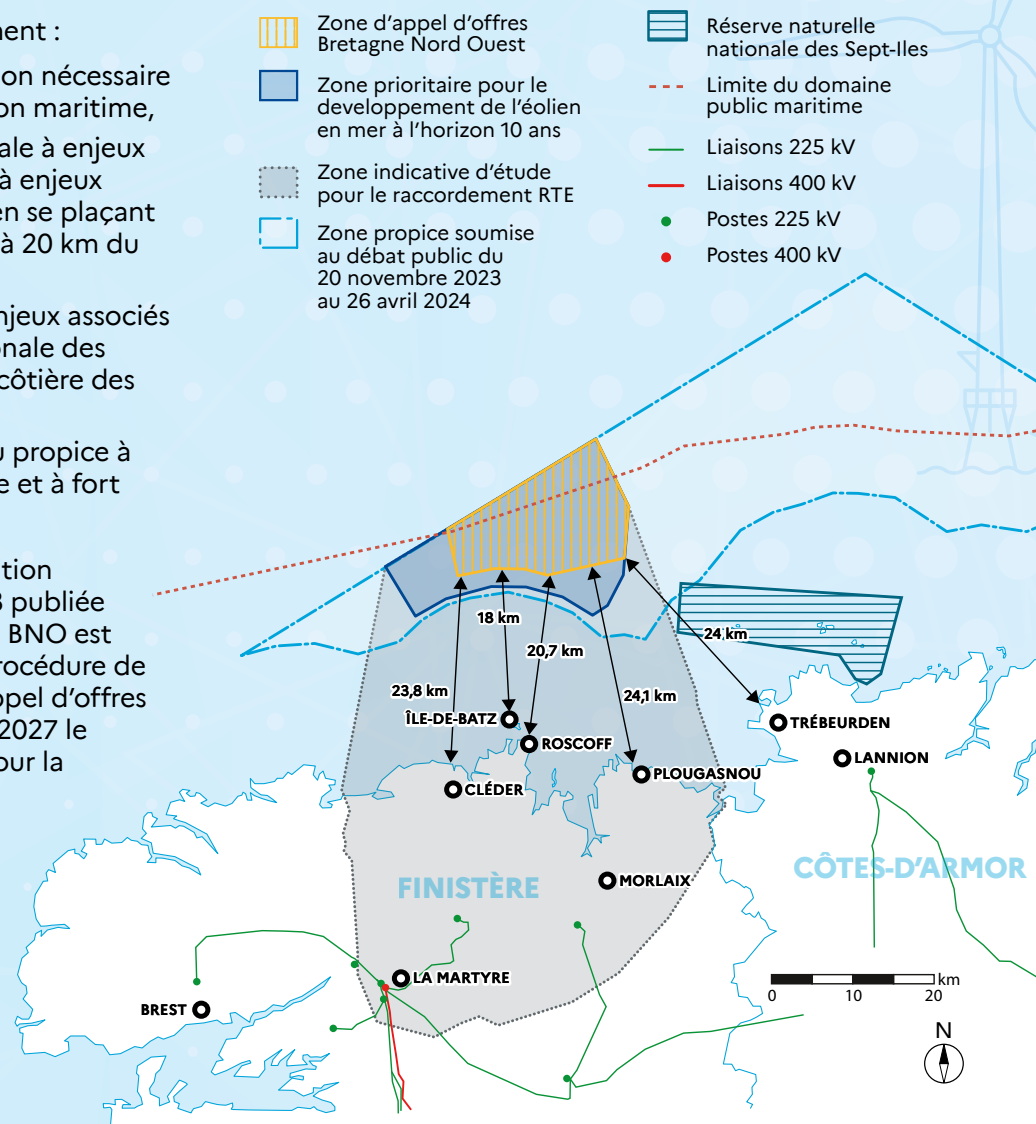 ment :
on nécessaire
on maritime,
ale à enjeux
à enjeux
en se plaçant
à 20 km du
njeux associés
onale des
côtière des
u propice à
e et à fort
tion
publiée
BNO est
rocédure de
ppel d'offres
2027 le
our la
Zone d'appel d'offres
Bretagne Nord Ouest
Zone prioritaire pour le
developpement de l'éolien
en mer à l'horizon 10 ans
Zone indicative d'étude
pour le raccordement RTE
Zone propice soumise
au débat public du
20 novembre 2023
au 26 avril 2024
Réserve naturelle
nationale des Sept-Iles
Limite du domaine
public maritime
Liaisons 225 kV
Liaisons 400 kV
Postes 225 kV
Postes 400 kV
18 km
20,7 km
24 km
23,8 km
24,1 km
ÎLE-DE-BATZ
ROSCOFF
TRÉBEURDEN
LANNION
PLOUGASNOU
CLÉDER
FINISTÈRE
MORLAIX
CÔTES-D'ARMOR
LA MARTYRE
BREST
km
0 10 20
N